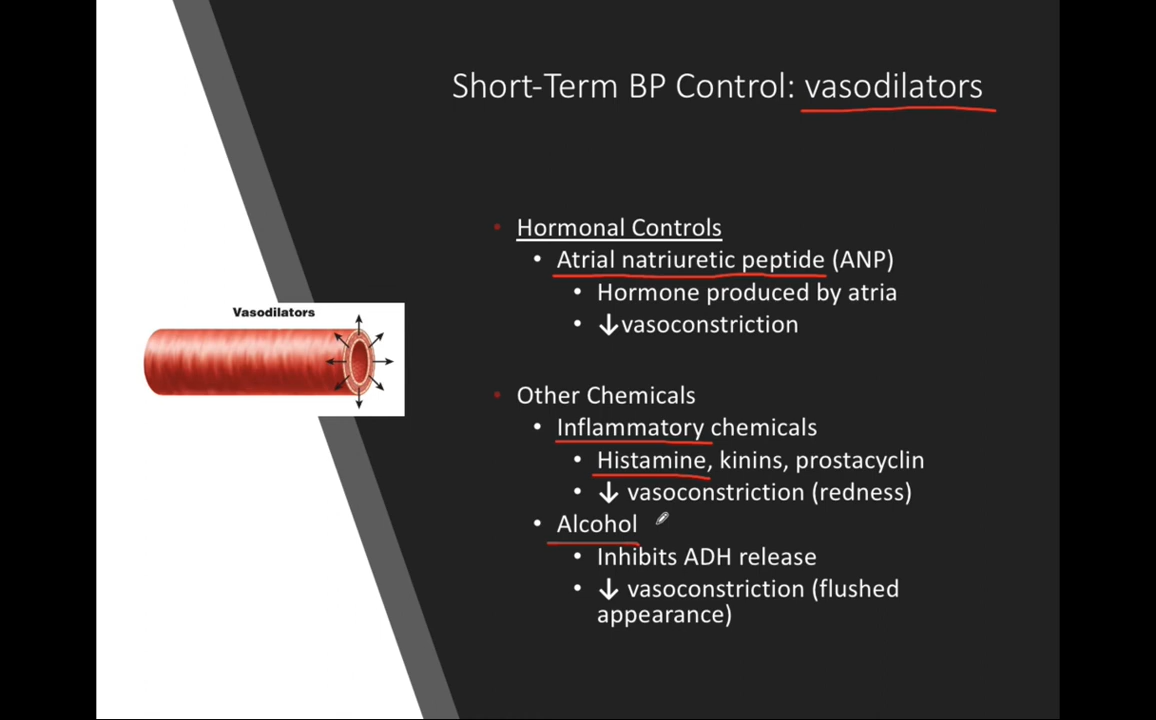 Short-Term BP Control: vasodilators
• Hormonal Controls
• Atrial natriuretic peptide (ANP)
• Hormone produced by atria
• ↓vasoconstriction
Vasodilators
• Other Chemicals
• Inflammatory chemicals
• Histamine, kinins, prostacyclin
• ↓ vasoconstriction (redness)
• Alcohol
• Inhibits ADH release
• ↓ vasoconstriction (flushed
appearance)